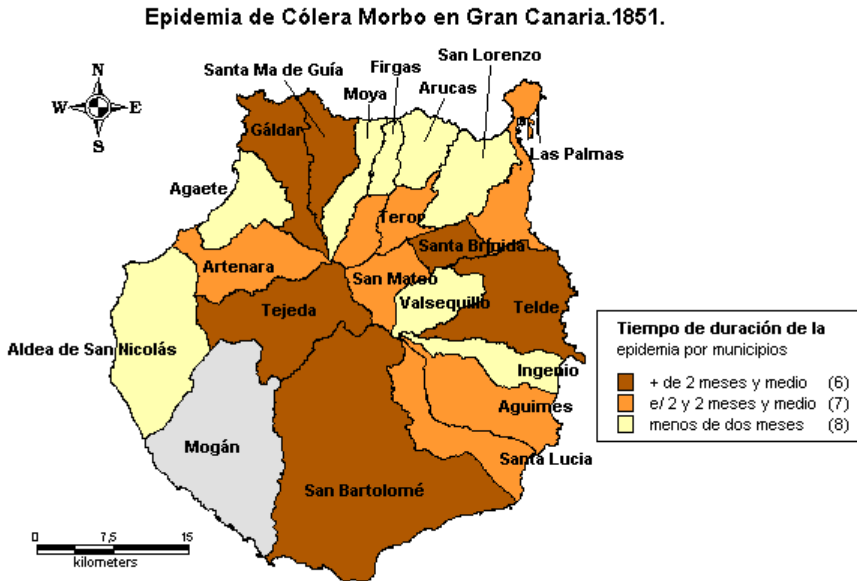 Epidemia de Cólera Morbo en Gran Canaria.1851.
San Lorenzo
Firgas
Santa Ma de Guía
Arucas
Moya
N
W
E
S
Gáldar
Las Palmas
Agaete
Teror
Santa Brígida
Artenara
San Mateo
Valsequillo
Tejeda
Telde
Aldea de San Nicolás
Ingenio
Aguimes
Mogán
Santa Lucia
San Bartolomé
Tiempo de duración de la
epidemia por municipios
+ de 2 meses y medio (6)
e/ 2 y 2 meses y medio (7)
menos de dos meses (8)
0 7,5 15
kilometers